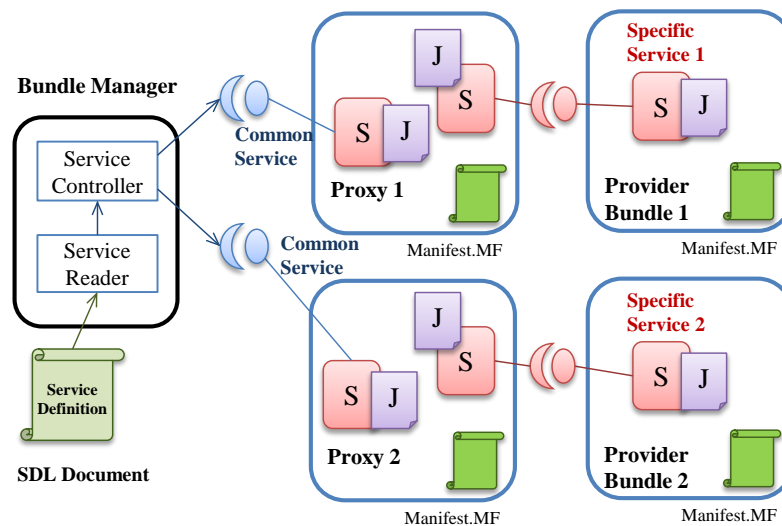 Bundle Manager
Service
Controller
Service
Reader
Service
Definition
SDL Document
Common
Service
Common
Service
J
S
S
J
Proxy 1
Manifest.MF
Specific
Service 1
S
J
Provider
Bundle 1
Manifest.MF
J
S
S
J
Proxy 2
Manifest.MF
Specific
Service 2
S
J
Provider
Bundle 2
Manifest.MF